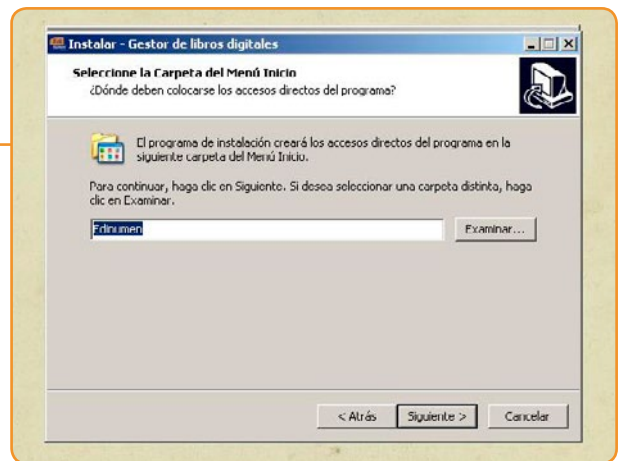 Instalar - Gestor de libros digitales
Seleccione la Carpeta del Menú Inicio
¿Dónde deben colocarse los accesos directos del programa?
El programa de instalación creará los accesos directos del programa en la
siguiente carpeta del Menú Inicio.
Para continuar, haga clic en Siguiente. Si desea seleccionar una carpeta distinta, haga
clic en Examinar.
Edinumen Examinar...
< Atrás Siguiente > Cancelar